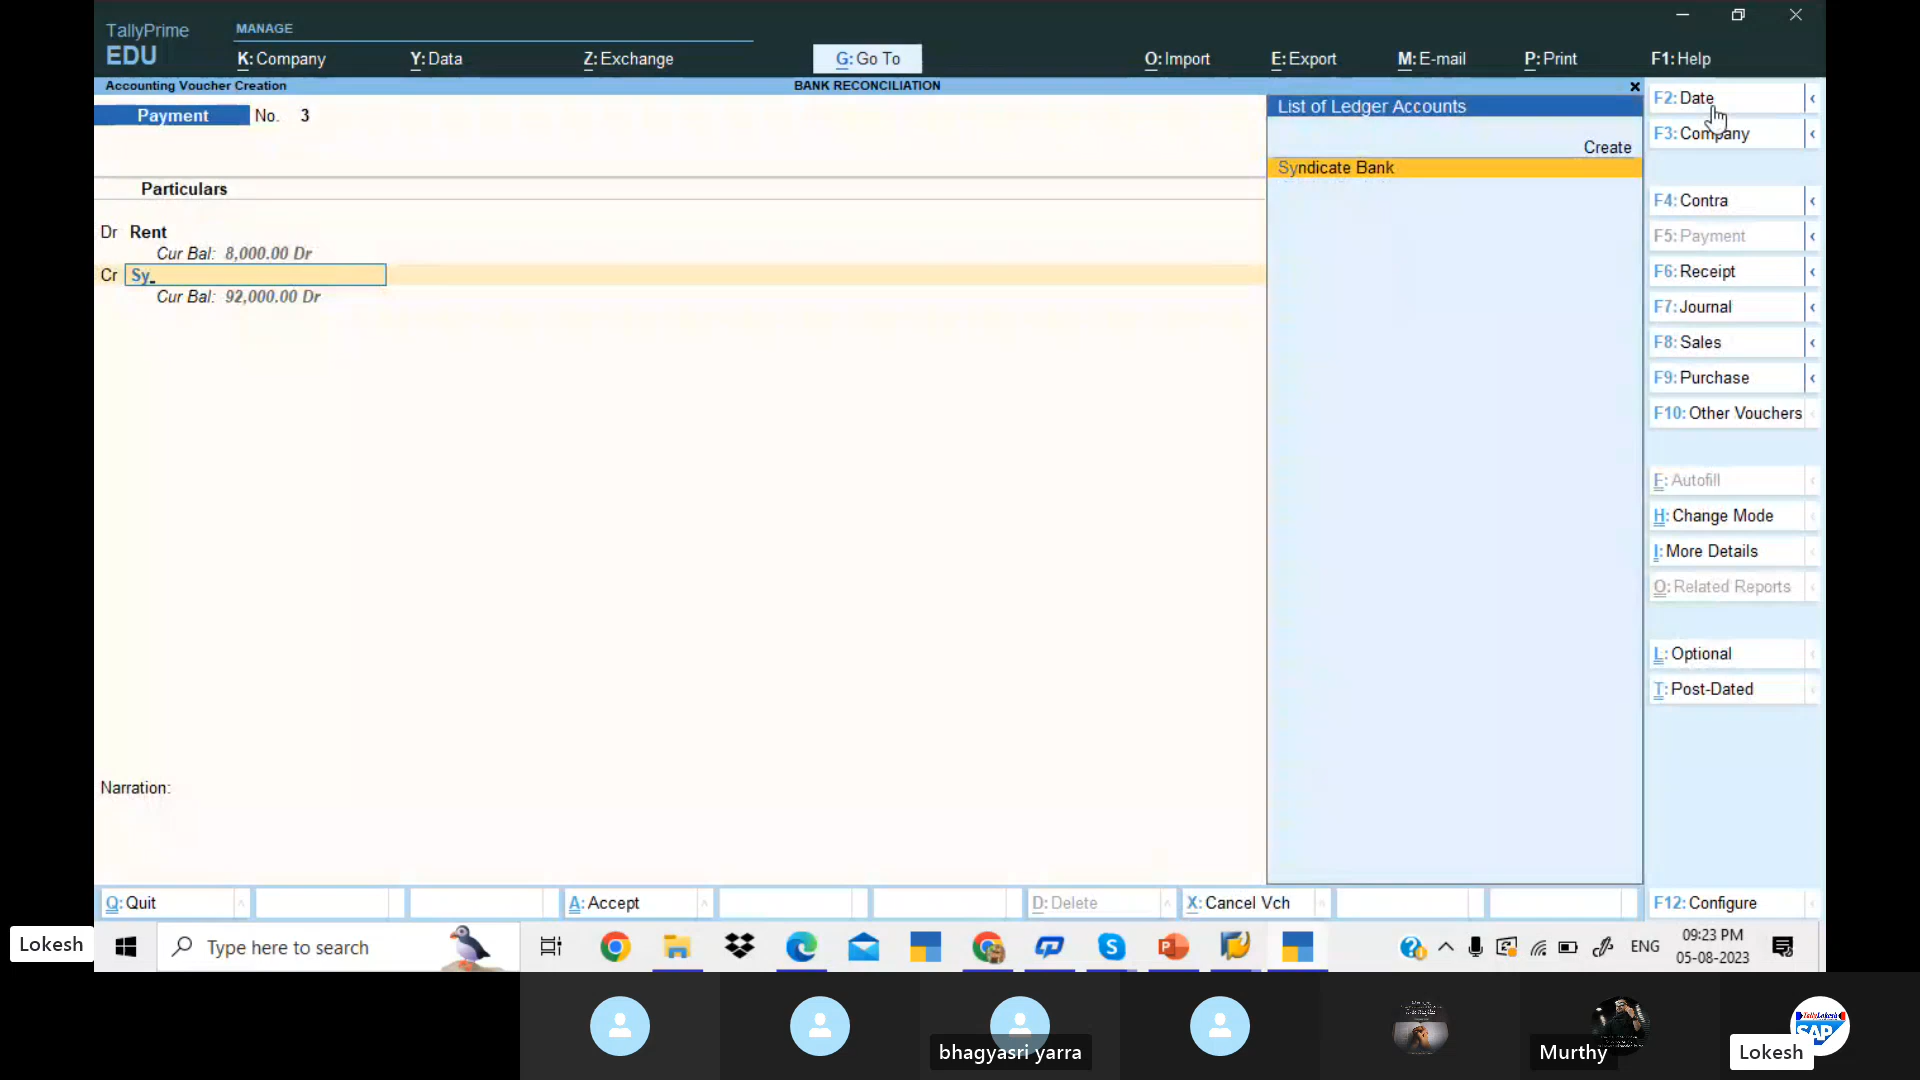 TallyPrime
EDU
MANAGE
K: Company
Y: Data
Z: Exchange
G: Go To
O: Import
E: Export
M: E-mail
P: Print
F1: Help
Accounting Voucher Creation
BANK RECONCILIATION
Payment No. 3
Particulars
Dr Rent
Cur Bal: 8,000.00 Dr
Cr Sy
Cur Bal: 92,000.00 Dr
Narration:
List of Ledger Accounts
Create
Syndicate Bank
F2: Date
F3: Company
F4: Contra
F5: Payment
F6: Receipt
F7: Journal
F8: Sales
F9: Purchase
F10: Other Vouchers
F: Autofill
H: Change Mode
I: More Details
O: Related Reports
L: Optional
T: Post-Dated
F12: Configure
Q: Quit
A: Accept
D: Delete
X: Cancel Vch
Lokesh
Type here to search
ENG
09:23 PM
05-08-2023
bhagyasri yarra
Murthy
SAP
Lokesh